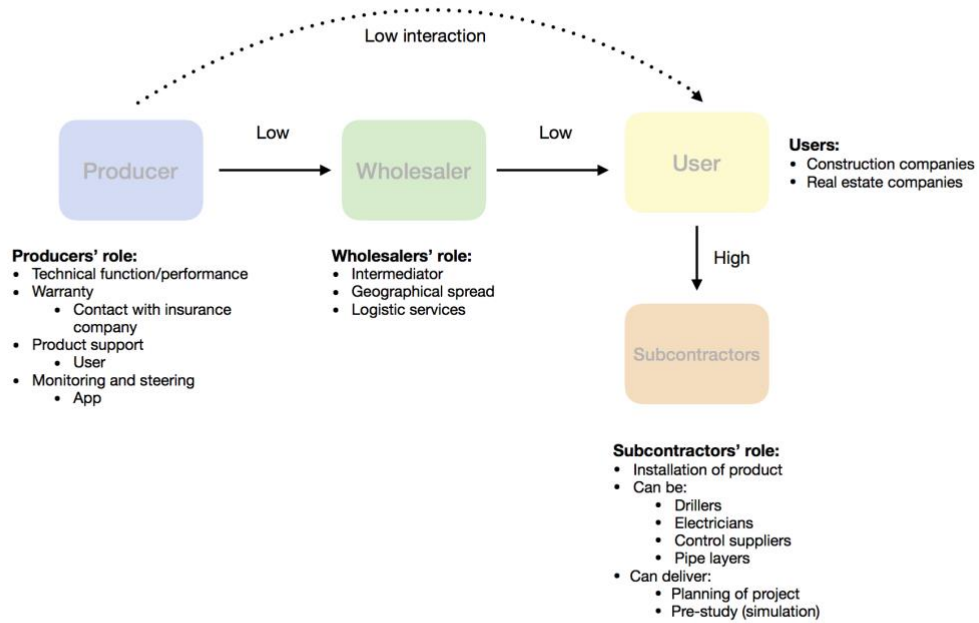 Low interaction
Producer
Low
Wholesaler
Low
User
Users:
• Construction companies
• Real estate companies
High
Subcontractors
Producers’ role:
• Technical function/performance
• Warranty
• Contact with insurance
company
• Product support
• User
• Monitoring and steering
• App
Wholesalers’ role:
• Intermediator
• Geographical spread
• Logistic services
Subcontractors’ role:
• Installation of product
• Can be:
• Drillers
• Electricians
• Control suppliers
• Pipe layers
• Can deliver:
• Planning of project
• Pre-study (simulation)